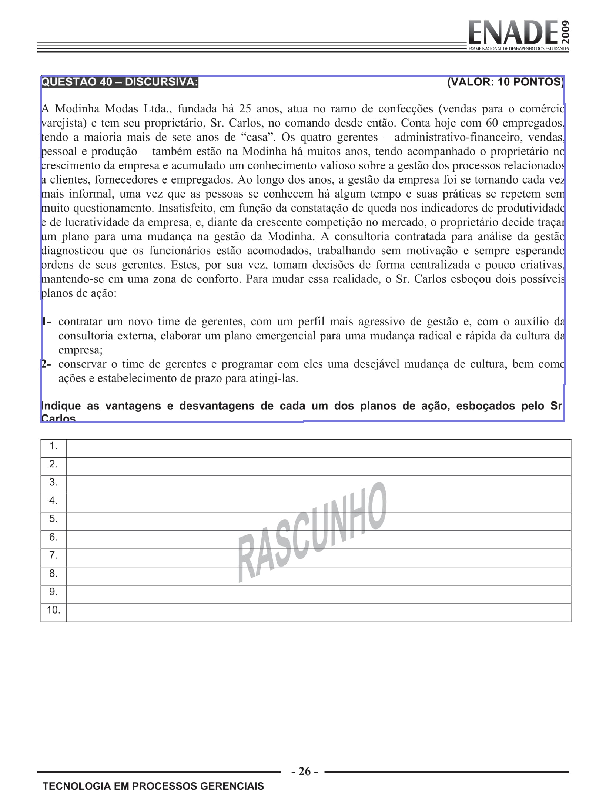 ENADE 2009
EXAME NACIONAL DE DESEMPENHO DOS ESTUDANTES
QUESTÃO 40 – DISCURSIVA: (VALOR: 10 PONTOS)
A Modinha Modas Ltda., fundada há 25 anos, atua no ramo de confecções (vendas para o comércio
varejista) e tem seu proprietário, Sr. Carlos, no comando desde então. Conta hoje com 60 empregados,
tendo a maioria mais de sete anos de “casa”. Os quatro gerentes administrativo-financeiro, vendas,
pessoal e produção também estão na Modinha há muitos anos, tendo acompanhado o proprietário no
crescimento da empresa e acumulado um conhecimento valioso sobre a gestão dos processos relacionados
a clientes, fornecedores e empregados. Ao longo dos anos, a gestão da empresa foi se tornando cada vez
mais informal, uma vez que as pessoas se conhecem há algum tempo e suas práticas se repetem sem
muito questionamento. Insatisfeito, em função da constatação de queda nos indicadores de produtividade
e de lucratividade da empresa, e, diante da crescente competição no mercado, o proprietário decide traçar
um plano para uma mudança na gestão da Modinha. A consultoria contratada para análise da gestão
diagnosticou que os funcionários estão acomodados, trabalhando sem motivação e sempre esperando
ordens de seus gerentes. Estes, por sua vez, tomam decisões de forma centralizada e pouco criativas,
mantendo-se em uma zona de conforto. Para mudar essa realidade, o Sr. Carlos esboçou dois possíveis
planos de ação:
1- contratar um novo time de gerentes, com um perfil mais agressivo de gestão e, com o auxílio da
consultoria externa, elaborar um plano emergencial para uma mudança radical e rápida da cultura da
empresa;
2- conservar o time de gerentes e programar com eles uma desejável mudança de cultura, bem como
ações e estabelecimento de prazo para atingi-las.
Indique as vantagens e desvantagens de cada um dos planos de ação, esboçados pelo Sr
Carlos
1.
2.
3.
4.
5.
6.
7.
8.
9.
10.
RASCUNHO
- 26 -
TECNOLOGIA EM PROCESSOS GERENCIAIS